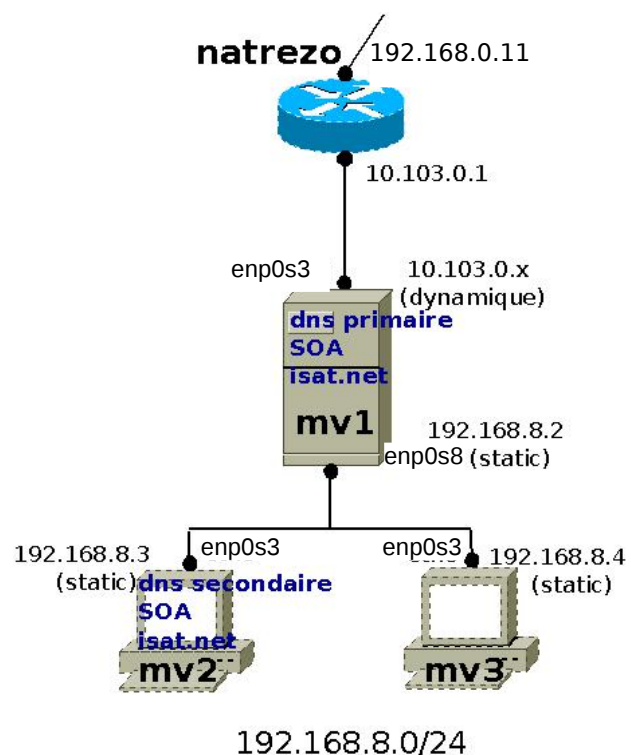 natrezo
192.168.0.11
10.103.0.1
enp0s3
10.103.0.x
(dynamique)
dns primaire
SOA
isat.net
mv1
192.168.8.2
enp0s8
(static)
192.168.8.3
(static)
enp0s3
enp0s3
192.168.8.4
(static)
dns secondaire
SOA
isat.net
mv2
mv3
192.168.8.0/24